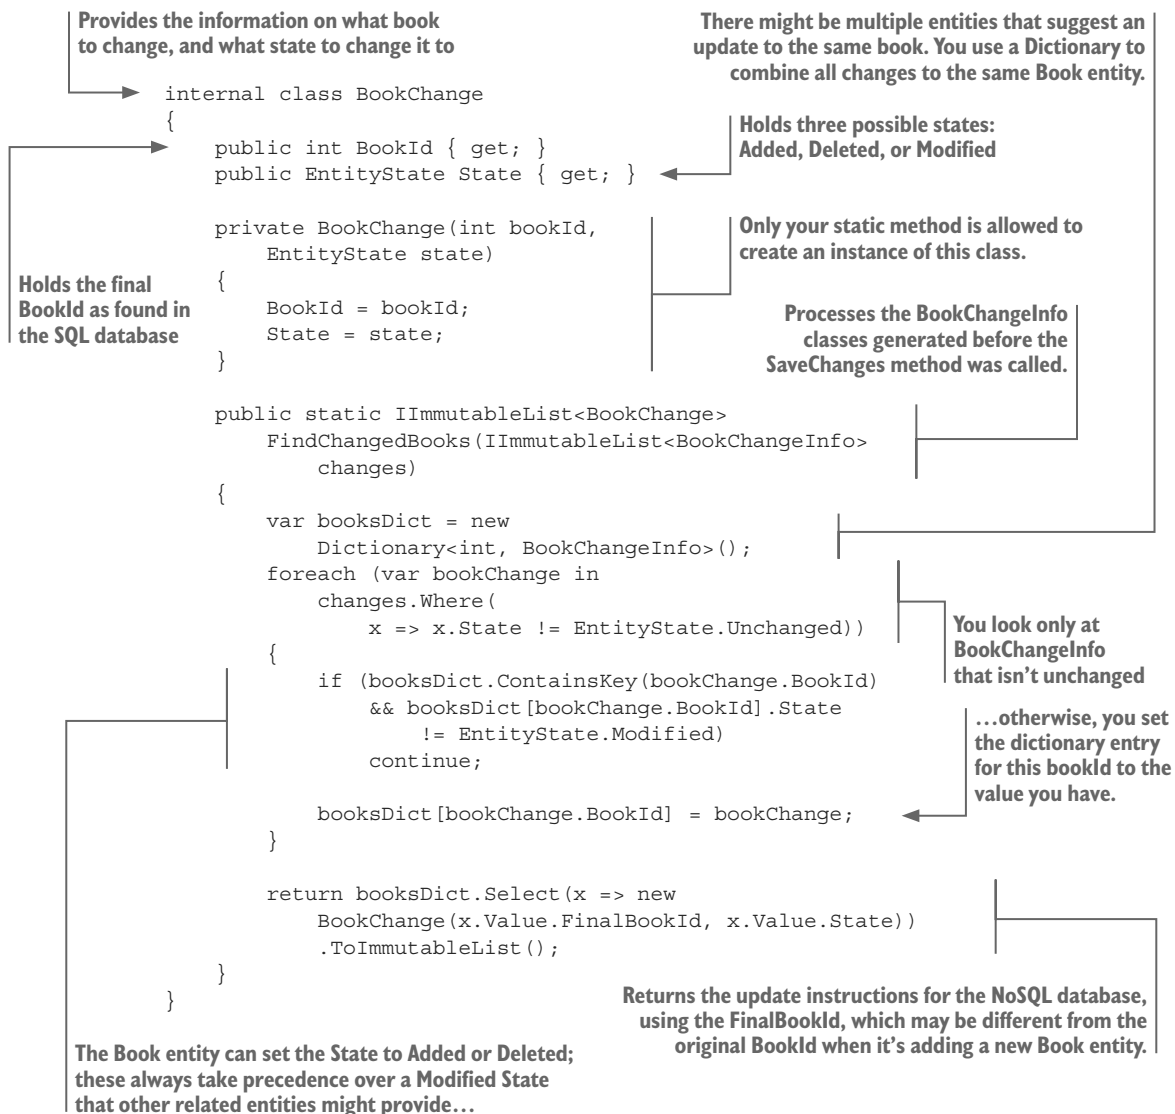 Provides the information on what book
to change, and what state to change it to
There might be multiple entities that suggest an
update to the same book. You use a Dictionary to
combine all changes to the same Book entity.
internal class BookChange
{
    public int BookId { get; }
    public EntityState State { get; }
Holds three possible states:
Added, Deleted, or Modified
    private BookChange(int bookId,
        EntityState state)
    {
        BookId = bookId;
        State = state;
    }
Only your static method is allowed to
create an instance of this class.
Holds the final
BookId as found in
the SQL database
Processes the BookChangeInfo
classes generated before the
SaveChanges method was called.
    public static IImmutableList<BookChange>
        FindChangedBooks(IImmutableList<BookChangeInfo>
            changes)
    {
        var booksDict = new
            Dictionary<int, BookChangeInfo>();
        foreach (var bookChange in
            changes.Where(
                x => x.State != EntityState.Unchanged))
        {
You look only at
BookChangeInfo
that isn't unchanged
            if (booksDict.ContainsKey(bookChange.BookId)
                && booksDict[bookChange.BookId].State
                    != EntityState.Modified)
                continue;
…otherwise, you set
the dictionary entry
for this bookId to the
value you have.
            booksDict[bookChange.BookId] = bookChange;
        }
        return booksDict.Select(x => new
            BookChange(x.Value.FinalBookId, x.Value.State))
            .ToImmutableList();
    }
}
Returns the update instructions for the NoSQL database,
using the FinalBookId, which may be different from the
original BookId when it's adding a new Book entity.
The Book entity can set the State to Added or Deleted;
these always take precedence over a Modified State
that other related entities might provide…